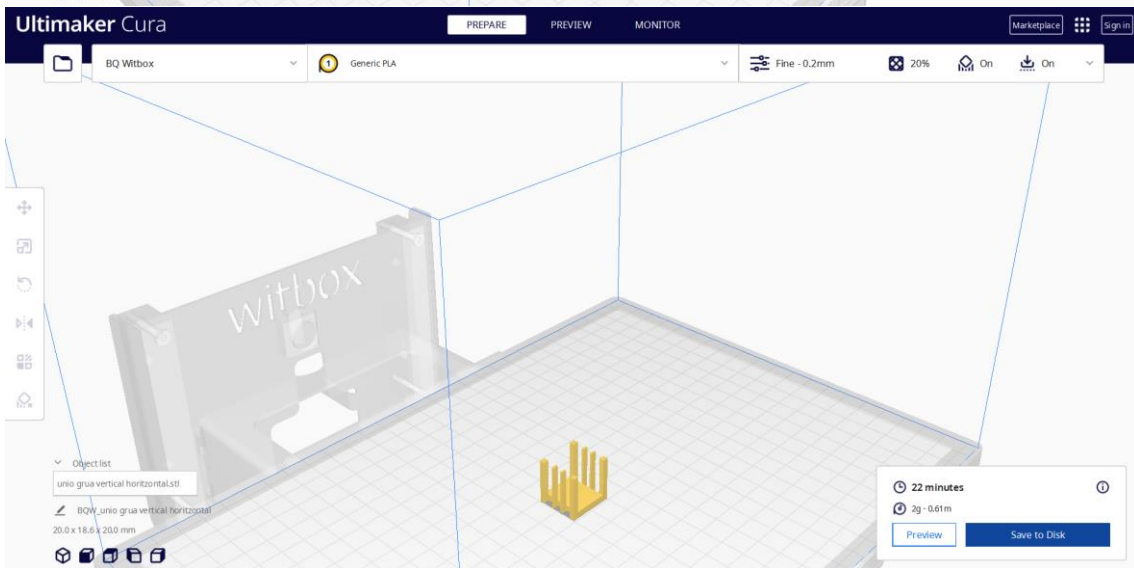 Ultimaker Cura
PREPARE PREVIEW MONITOR
Marketplace Sign in
BQ Witbox
1 Generic PLA
Fine - 0.2mm 20% On On
witbox
Object list
unio grua vertical horitzontal.stl
BQW_unio grua vertical horitzontal
20.0 x 18.6 x 20.0 mm
22 minutes
2g · 0.61m
Preview Save to Disk